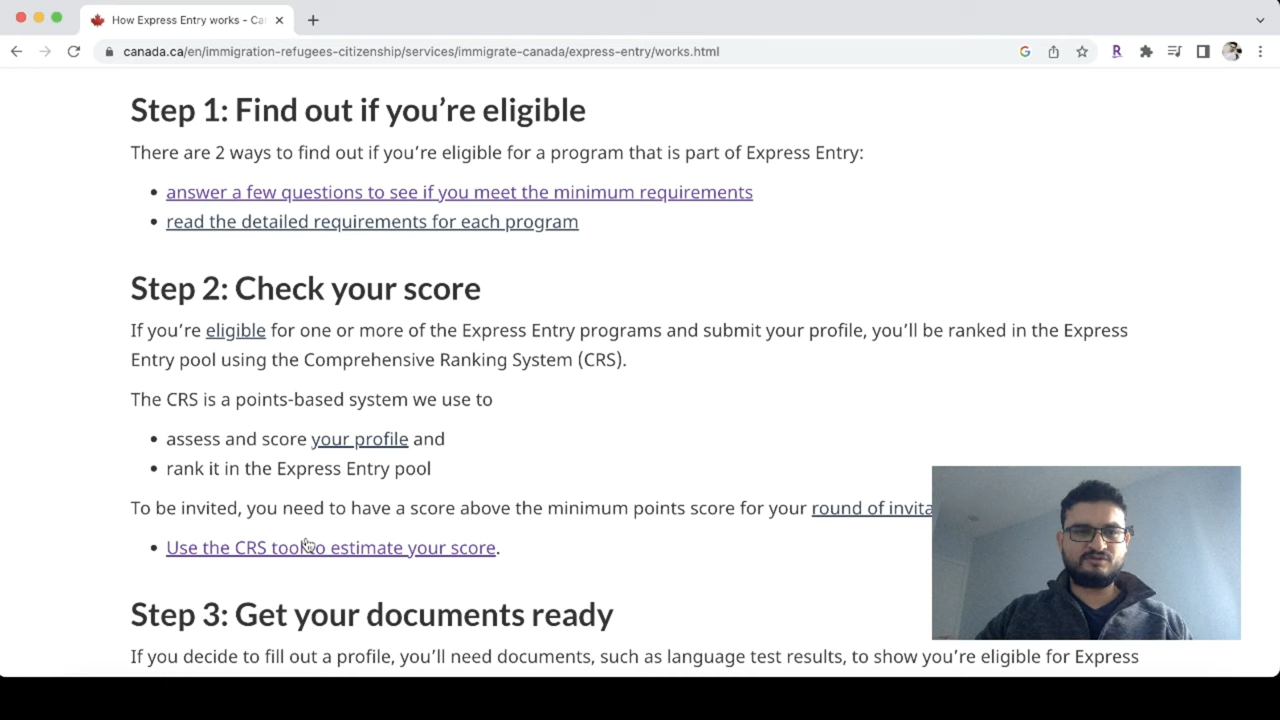 How Express Entry works - Ca
canada.ca/en/immigration-refugees-citizenship/services/immigrate-canada/express-entry/works.html
Step 1: Find out if you’re eligible
There are 2 ways to find out if you’re eligible for a program that is part of Express Entry:
• answer a few questions to see if you meet the minimum requirements
• read the detailed requirements for each program
Step 2: Check your score
If you’re eligible for one or more of the Express Entry programs and submit your profile, you’ll be ranked in the Express
Entry pool using the Comprehensive Ranking System (CRS).
The CRS is a points-based system we use to
• assess and score your profile and
• rank it in the Express Entry pool
To be invited, you need to have a score above the minimum points score for your round of invita
• Use the CRS tool to estimate your score.
Step 3: Get your documents ready
If you decide to fill out a profile, you’ll need documents, such as language test results, to show you’re eligible for Express